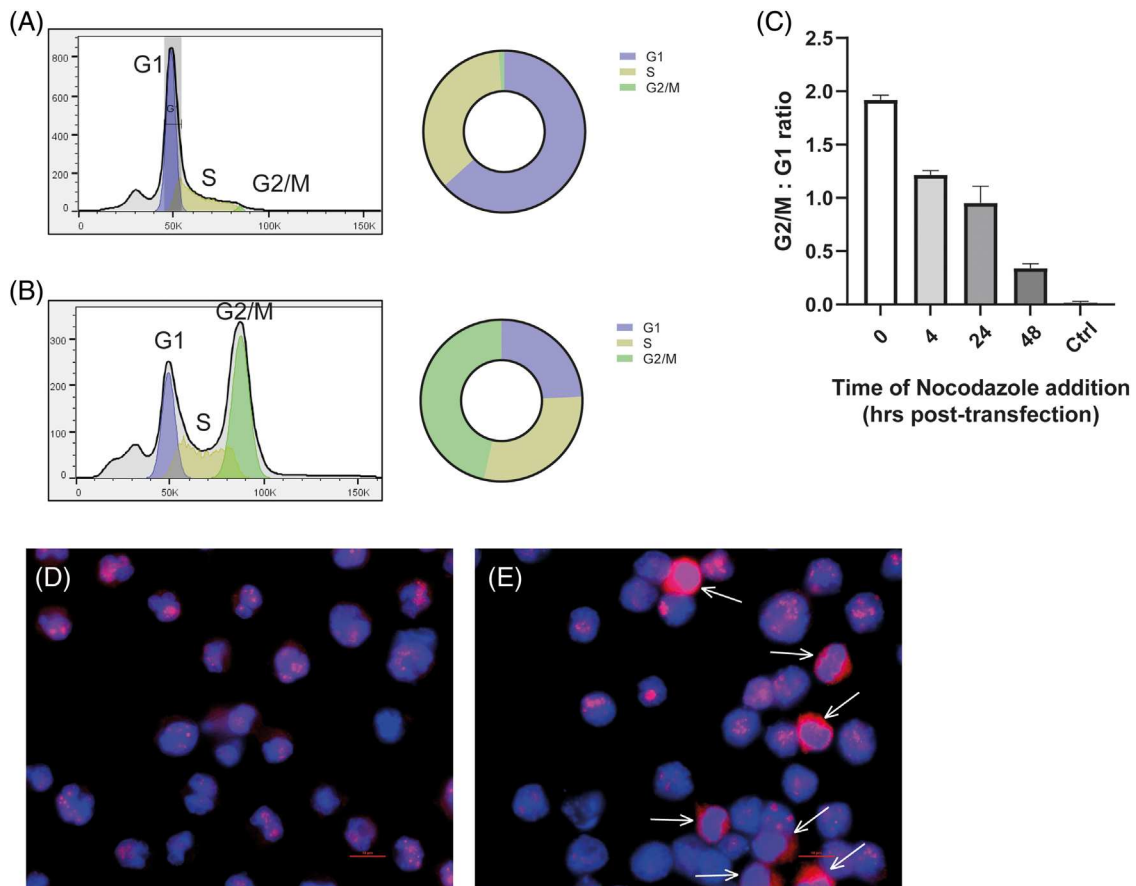 (A)
800
600
400
200
0
G1
G
S
G2/M
0
50K
100K
150K
G1
S
G2/M
(B)
300
200
100
0
G1
S
G2/M
0
50K
100K
150K
G1
S
G2/M
(C)
G2/M : G1 ratio
2.5
2.0
1.5
1.0
0.5
0.0
0
4
24
48
Ctrl
Time of Nocodazole addition
(hrs post-transfection)
(D)
(E)